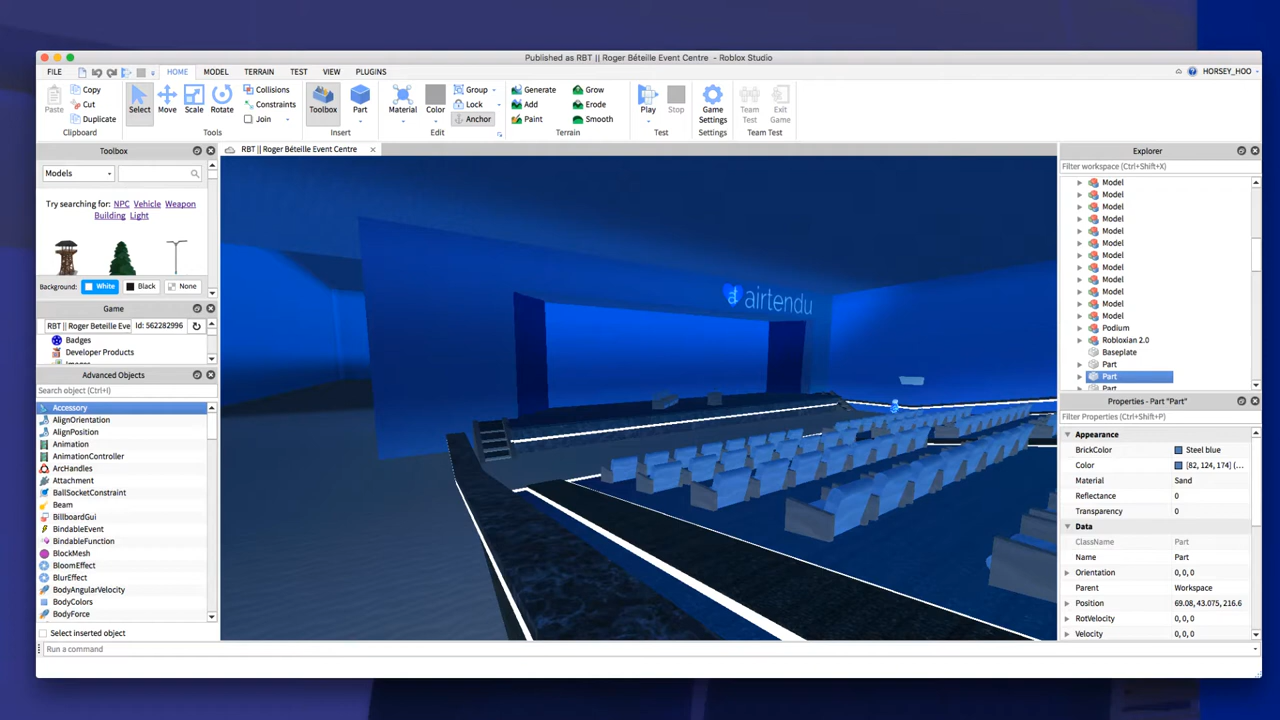 Published as RBT || Roger Béteille Event Centre - Roblox Studio
FILE HOME MODEL TERRAIN TEST VIEW PLUGINS HORSEY_HOO
Paste Copy Cut Duplicate Clipboard
Select Move Scale Rotate Collisions Constraints Join Tools
Toolbox Part Insert
Material Color Group Lock Anchor Edit
Generate Add Paint Grow Erode Smooth Terrain
Play Stop Test
Game Settings Settings
Team Test Exit Game Team Test
Toolbox
Models
Try searching for: NPC Vehicle Weapon
Building Light
Background: White Black None
Game
RBT || Roger Beteille Eve Id: 562282996
Badges
Developer Products
Advanced Objects
Search object (Ctrl+I)
Accessory
AlignOrientation
AlignPosition
Animation
AnimationController
ArcHandles
Attachment
BallSocketConstraint
Beam
BillboardGui
BindableEvent
BindableFunction
BlockMesh
BloomEffect
BlurEffect
BodyAngularVelocity
BodyColors
BodyForce
Select inserted object
Run a command
RBT || Roger Béteille Event Centre
at airtendu
Explorer
Filter workspace (Ctrl+Shift+X)
Model
Model
Model
Model
Model
Model
Model
Model
Model
Model
Model
Model
Podium
Robloxian 2.0
Baseplate
Part
Part
Part
Properties - Part "Part"
Filter Properties (Ctrl+Shift+P)
Appearance
BrickColor Steel blue
Color [82, 124, 174] (...
Material Sand
Reflectance 0
Transparency 0
Data
ClassName Part
Name Part
Orientation 0, 0, 0
Parent Workspace
Position 69.08, 43.075, 216.6
RotVelocity 0, 0, 0
Velocity 0, 0, 0